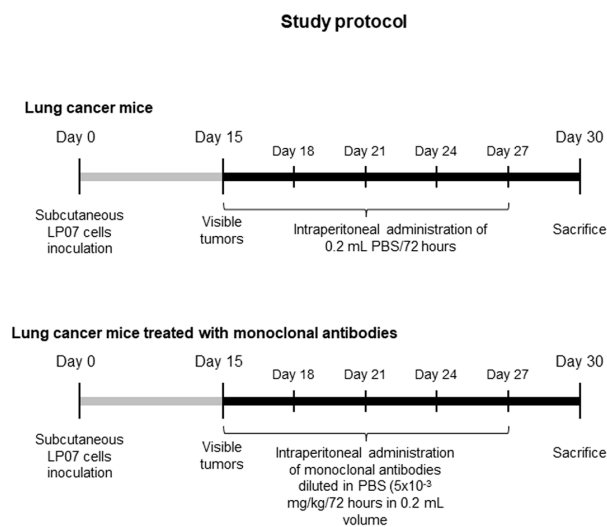 Study protocol
Lung cancer mice
Day 0
Day 15
Day 18
Day 21
Day 24
Day 27
Day 30
Subcutaneous
LP07 cells
inoculation
Visible
tumors
Intraperitoneal administration of
0.2 mL PBS/72 hours
Sacrifice
Lung cancer mice treated with monoclonal antibodies
Day 0
Day 15
Day 18
Day 21
Day 24
Day 27
Day 30
Subcutaneous
LP07 cells
inoculation
Visible
tumors
Intraperitoneal administration
of monoclonal antibodies
diluted in PBS (5x10⁻³
mg/kg/72 hours in 0.2 mL
volume
Sacrifice